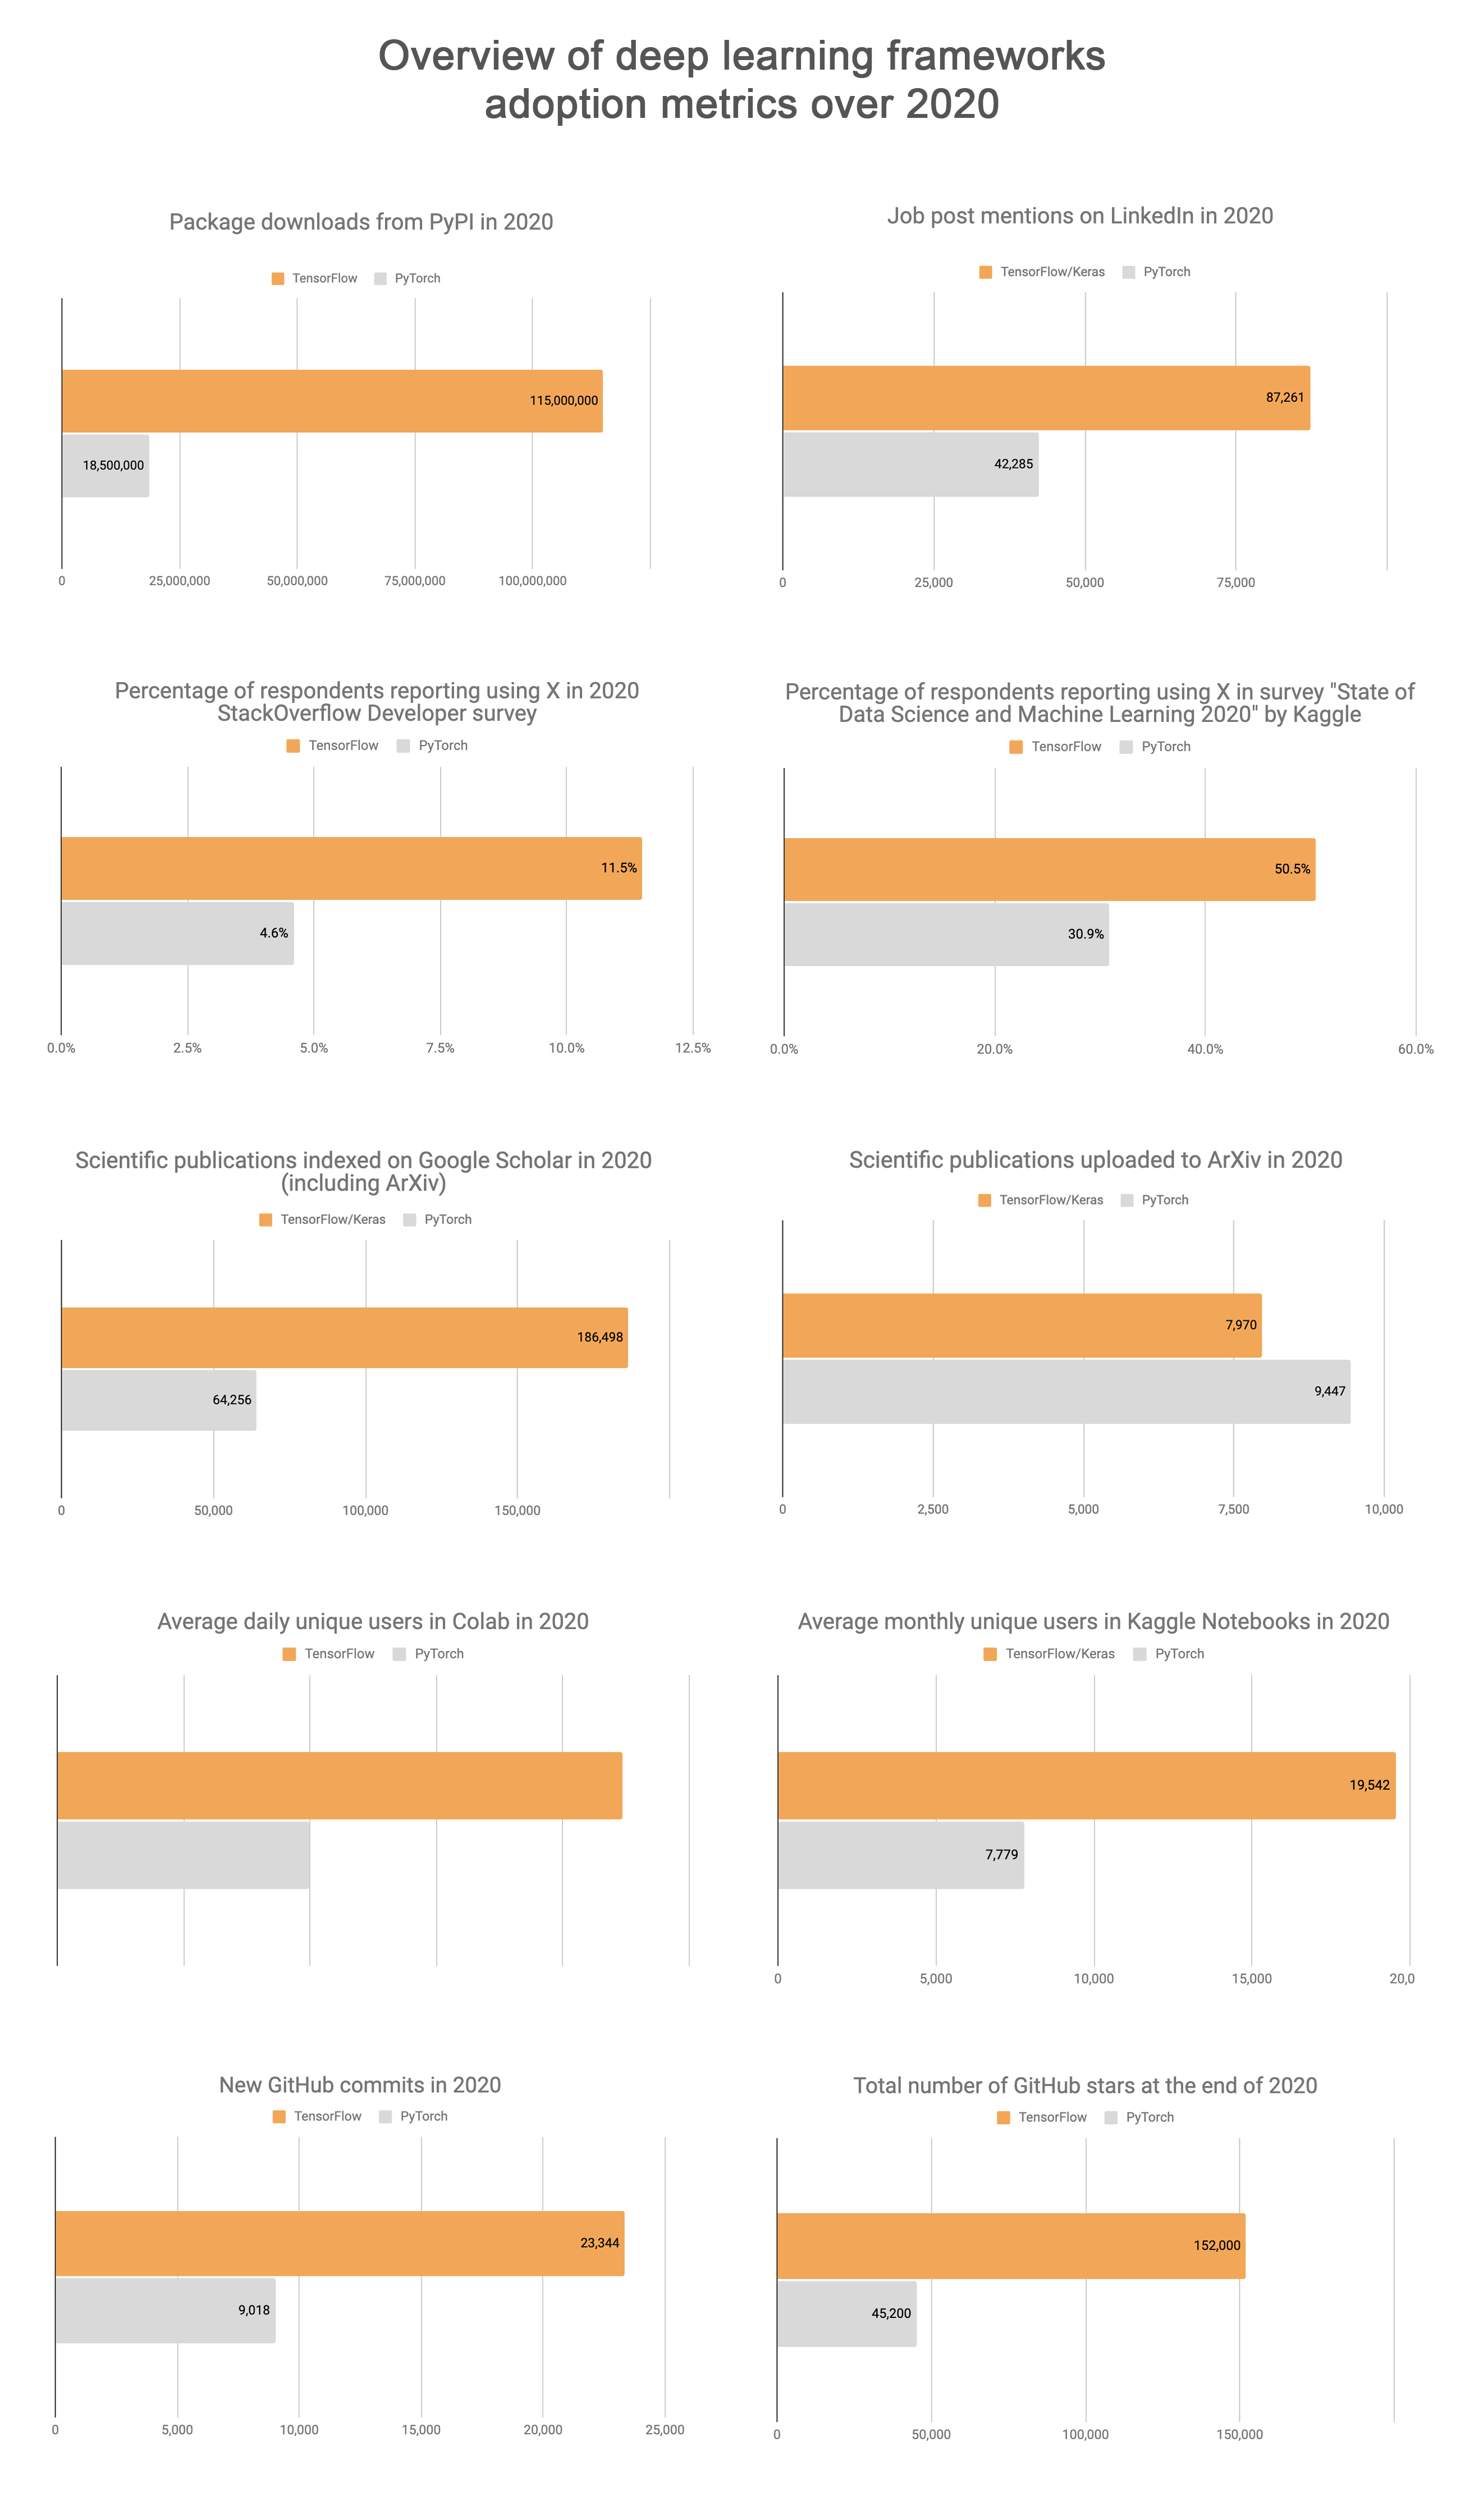 Overview of deep learning frameworks
adoption metrics over 2020
Package downloads from PyPI in 2020
TensorFlow PyTorch
115,000,000
18,500,000
0 25,000,000 50,000,000 75,000,000 100,000,000
Job post mentions on LinkedIn in 2020
TensorFlow/Keras PyTorch
87,261
42,285
0 25,000 50,000 75,000
Percentage of respondents reporting using X in 2020
StackOverflow Developer survey
TensorFlow PyTorch
11.5%
4.6%
0.0% 2.5% 5.0% 7.5% 10.0% 12.5%
Percentage of respondents reporting using X in survey "State of
Data Science and Machine Learning 2020" by Kaggle
TensorFlow PyTorch
50.5%
30.9%
0.0% 20.0% 40.0% 60.0%
Scientific publications indexed on Google Scholar in 2020
(including ArXiv)
TensorFlow/Keras PyTorch
186,498
64,256
0 50,000 100,000 150,000
Scientific publications uploaded to ArXiv in 2020
TensorFlow/Keras PyTorch
7,970
9,447
0 2,500 5,000 7,500 10,000
Average daily unique users in Colab in 2020
TensorFlow PyTorch
Average monthly unique users in Kaggle Notebooks in 2020
TensorFlow/Keras PyTorch
19,542
7,779
0 5,000 10,000 15,000 20,0
New GitHub commits in 2020
TensorFlow PyTorch
23,344
9,018
0 5,000 10,000 15,000 20,000 25,000
Total number of GitHub stars at the end of 2020
TensorFlow PyTorch
152,000
45,200
0 50,000 100,000 150,000